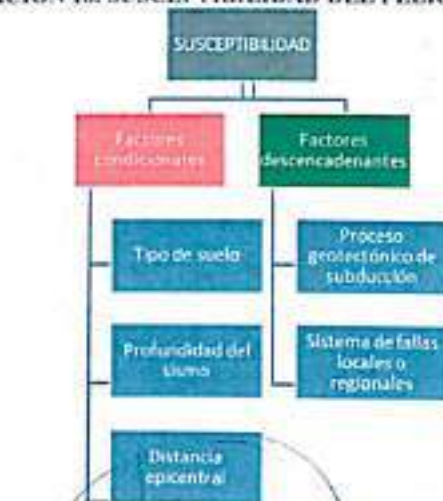 SUSCEPTIBILIDAD
Factores
condicionales
Factores
descencadenantes
Tipo de suelo
Proceso
geotectónico de
subducción
Profundidad del
sismo
Sistema de fallas
locales o
regionales
Distancia
epicentral